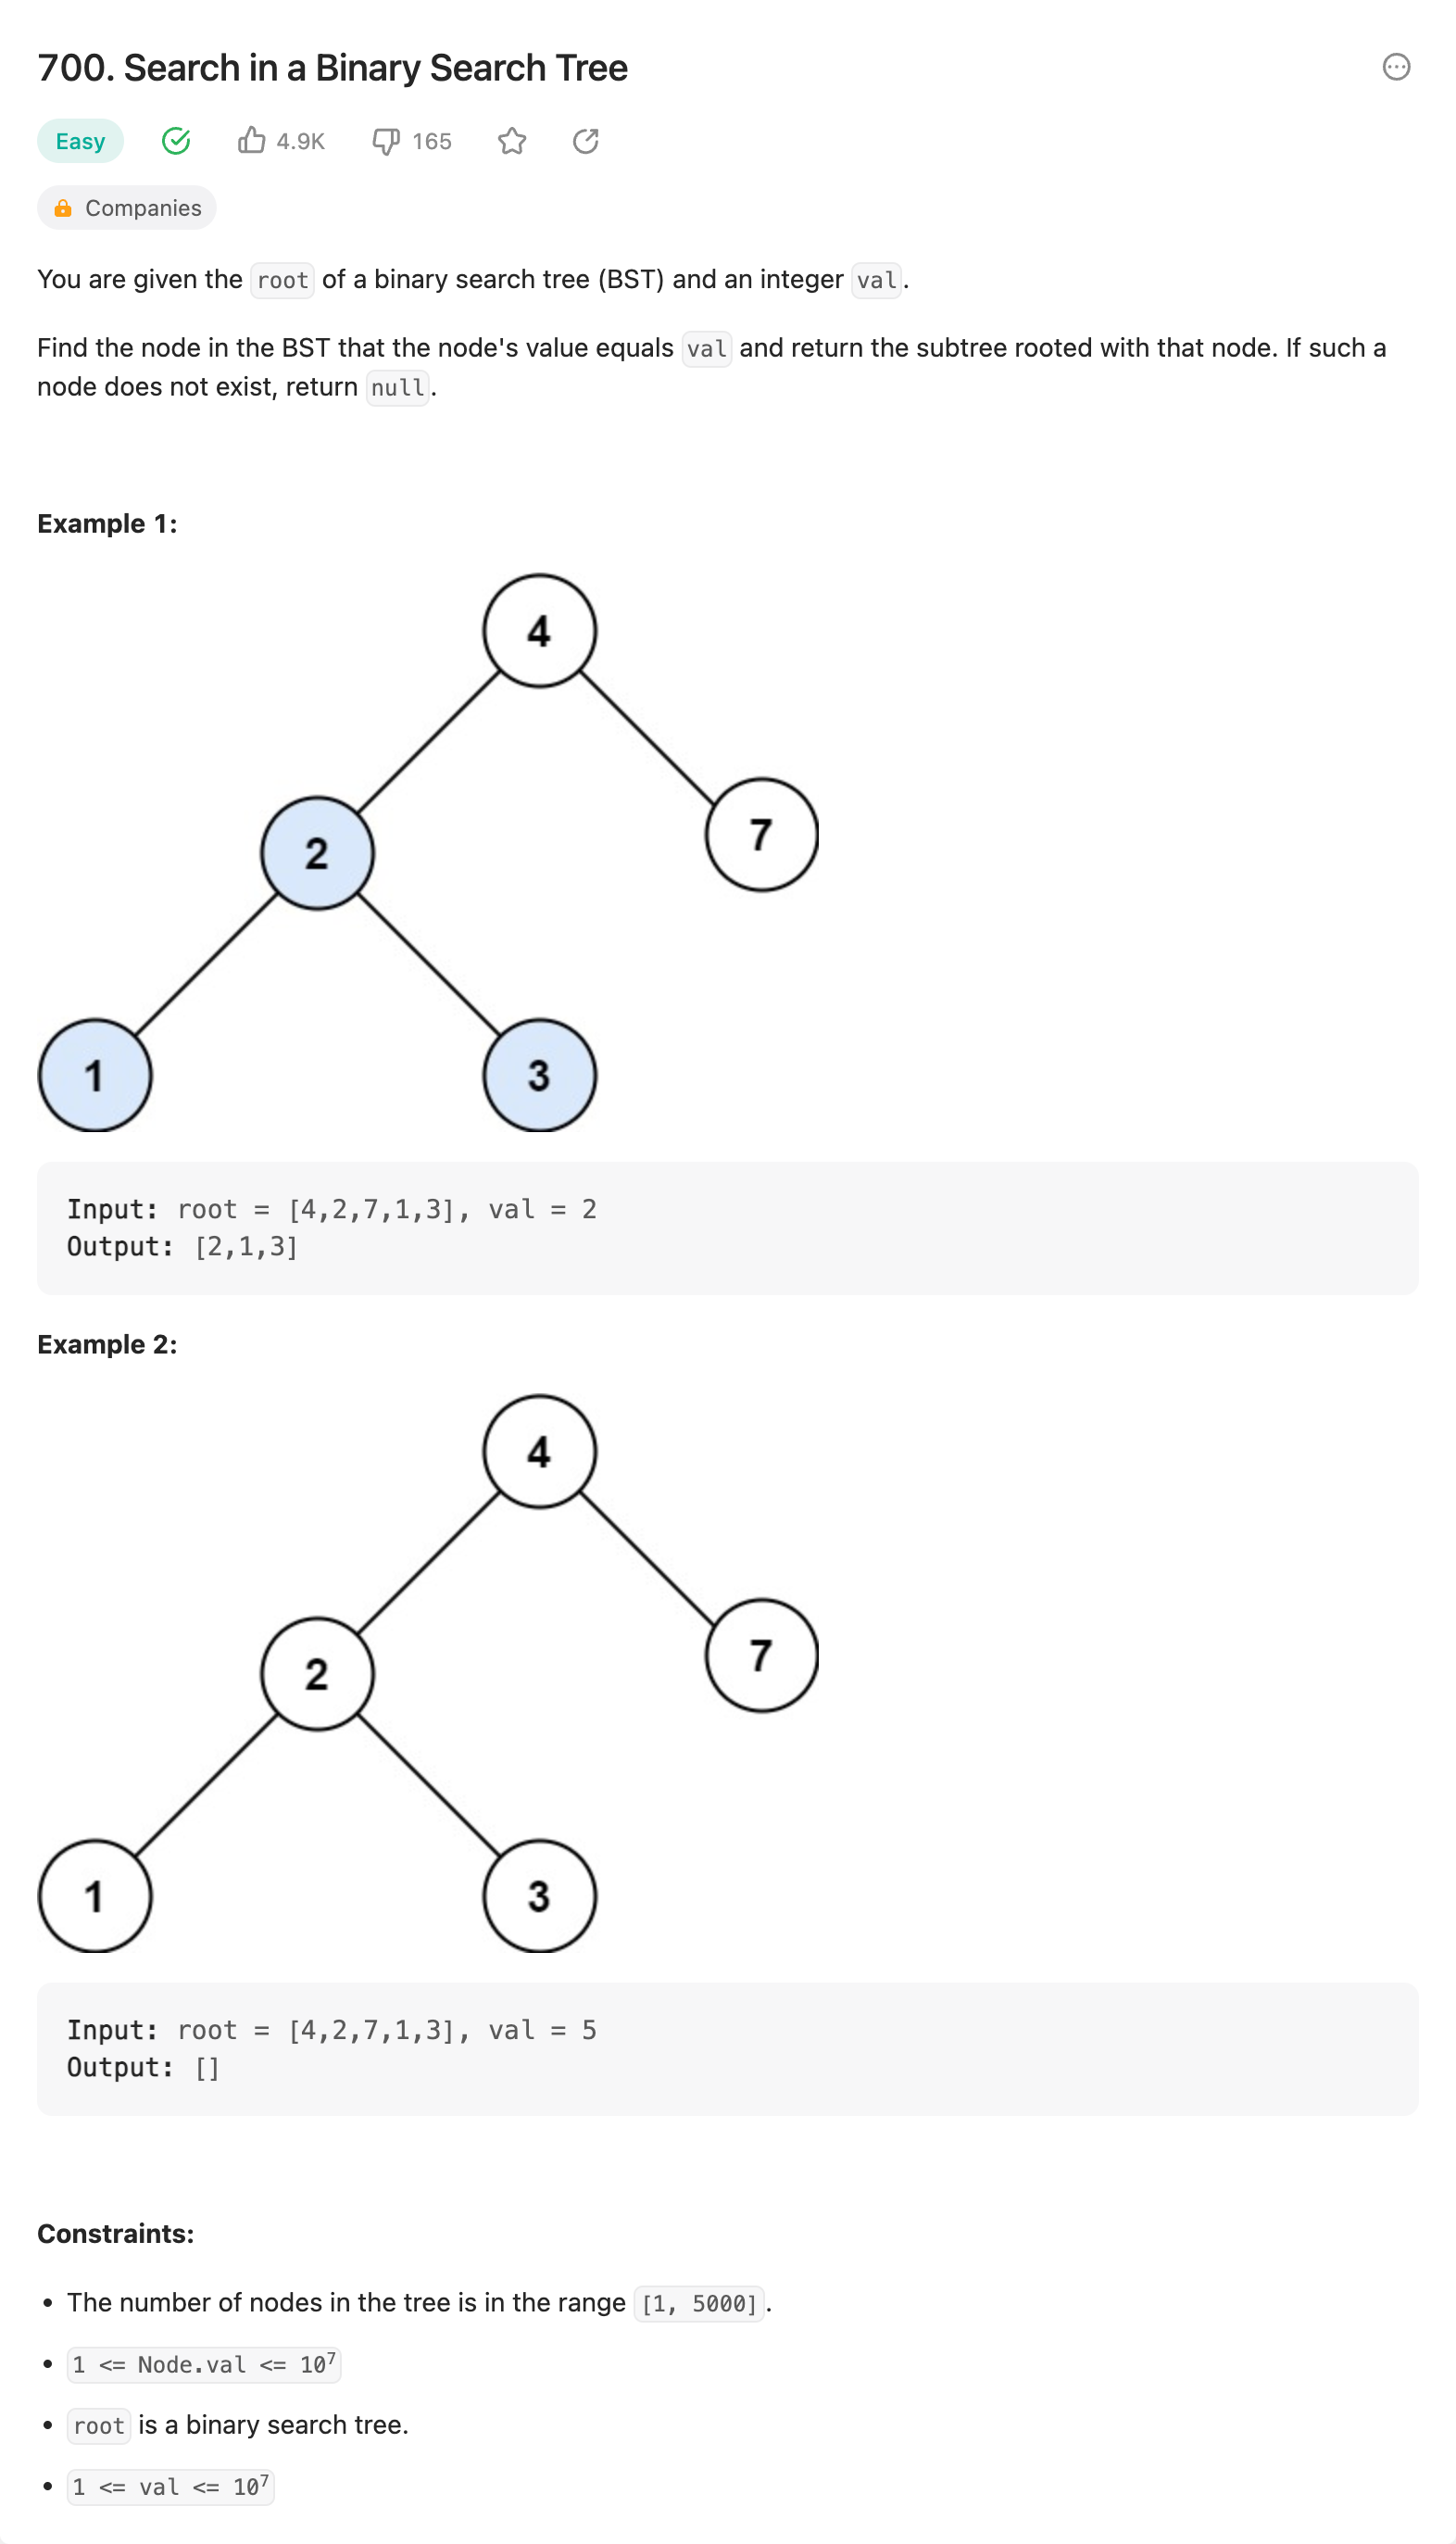 700. Search in a Binary Search Tree
Easy 4.9K 165
Companies
You are given the root of a binary search tree (BST) and an integer val.
Find the node in the BST that the node's value equals val and return the subtree rooted with that node. If such a
node does not exist, return null.
Example 1:
4
7
2
1 3
Input: root = [4,2,7,1,3], val = 2
Output: [2,1,3]
Example 2:
4
7
2
1 3
Input: root = [4,2,7,1,3], val = 5
Output: []
Constraints:
• The number of nodes in the tree is in the range [1, 5000].
• 1 <= Node.val <= 10⁷
• root is a binary search tree.
• 1 <= val <= 10⁷